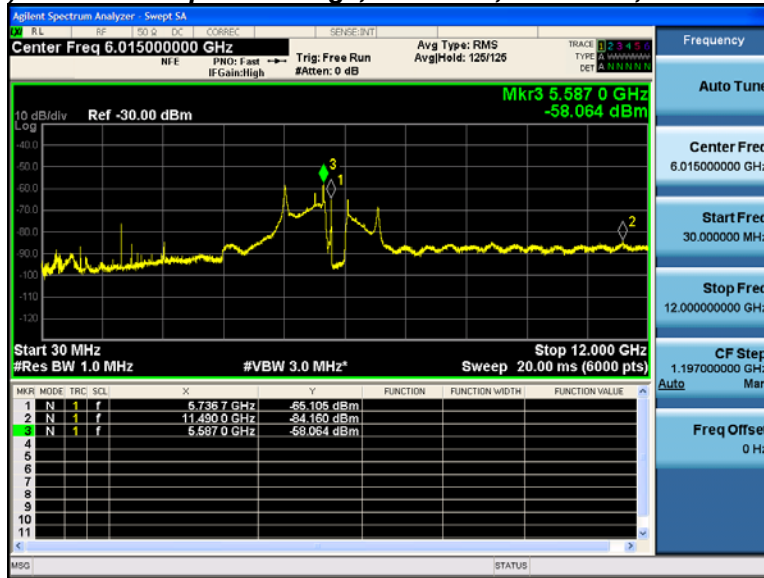 Agilent Spectrum Analyzer - Swept SA
RL RF 50 Ω DC CORREC SENSE:INT
Center Freq 6.015000000 GHz
NFE PNO: Fast IFGain:High
Trig: Free Run
#Atten: 0 dB
Avg Type: RMS
Avg|Hold: 125/125
TRACE 1 2 3 4 5 6
TYPE A WWWWW
DET A N N N N N
Mkr3 5.587 0 GHz
-58.064 dBm
10 dB/div Ref -30.00 dBm
Log
-40.0
-50.0
-60.0
-70.0
-80.0
-90.0
-100
-110
-120
3
1
2
Start 30 MHz
Stop 12.000 GHz
#Res BW 1.0 MHz
#VBW 3.0 MHz*
Sweep 20.00 ms (6000 pts)
MKR MODE TRC SCL X Y FUNCTION FUNCTION WIDTH FUNCTION VALUE
1 N 1 f 5.736 7 GHz -65.105 dBm
2 N 1 f 11.490 0 GHz -84.160 dBm
3 N 1 f 5.587 0 GHz -58.064 dBm
4
5
6
7
8
9
10
11
MSG STATUS
Frequency
Auto Tune
Center Freq
6.015000000 GHz
Start Freq
30.000000 MHz
Stop Freq
12.000000000 GHz
CF Step
1.197000000 GHz
Auto Man
Freq Offset
0 Hz